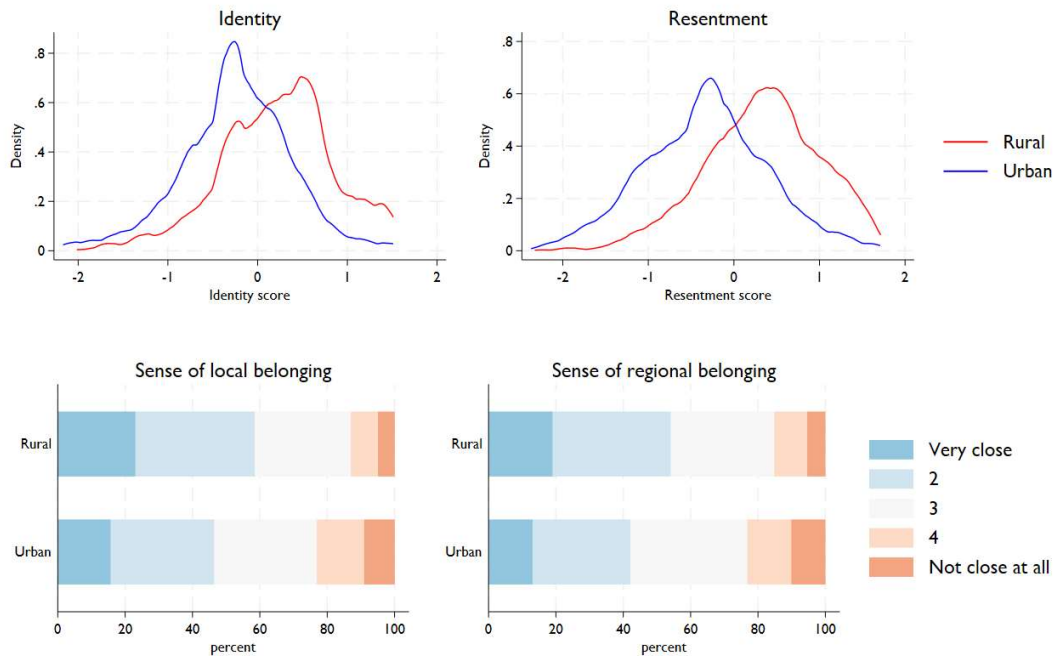 Identity
Density
0
.2
.4
.6
.8
-2
-1
0
1
2
Identity score
Resentment
Density
0
.2
.4
.6
.8
-2
-1
0
1
2
Resentment score
Rural
Urban
Sense of local belonging
Rural
Urban
0
20
40
60
80
100
percent
Sense of regional belonging
Rural
Urban
0
20
40
60
80
100
percent
Very close
2
3
4
Not close at all